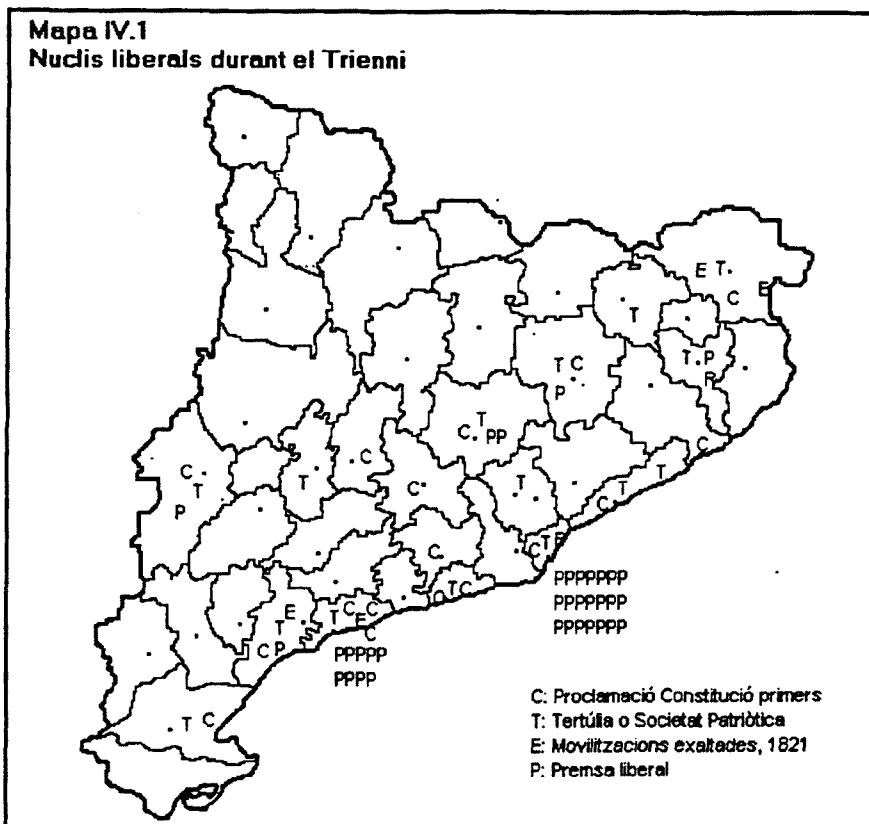 Mapa IV.1
Nuclis liberals durant el Trienni
E T
C E
T
T P
R
T C
P
T
C PP
C
C
T
P
T
C
C
T
T
C
T
C
T
C T E
C
T C
E
T
C P
T C C
E
C
PPPPP
PPPP
PPPPPPP
PPPPPPP
PPPPPPP
T C
C: Proclamació Constitució primers
T: Tertúlia o Societat Patriòtica
E: Movilitzacions exaltades, 1821
P: Premsa liberal